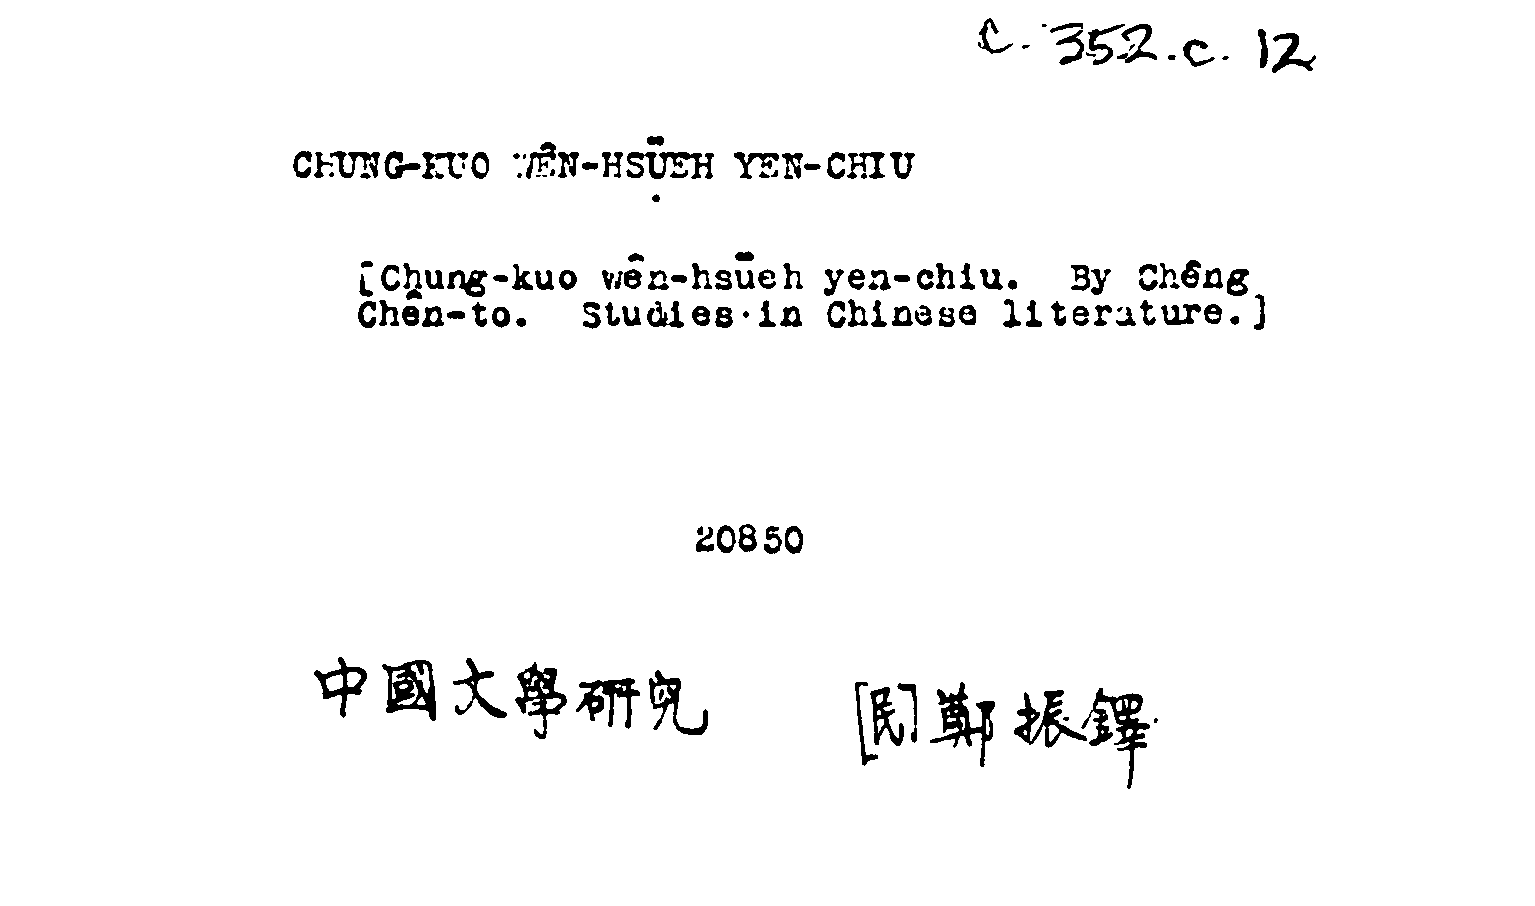 c. 352.c. 12
CHUNG-KUO WÊN-HSÜEH YEN-CHIU
[Chung-kuo wên-hsüeh yen-chiu. By Chêng
Chên-to. Studies in Chinese literature.]
20850
中國文學研究 [民]鄭振鐸